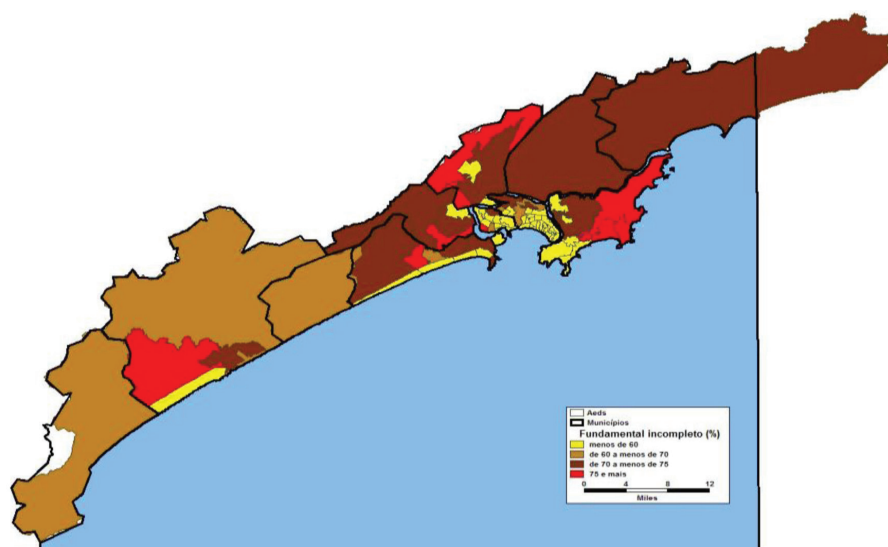 Aeds
Municípios
Fundamental incompleto (%)
menos de 60
de 60 a menos de 70
de 70 a menos de 75
75 e mais
0 4 8 12
Miles